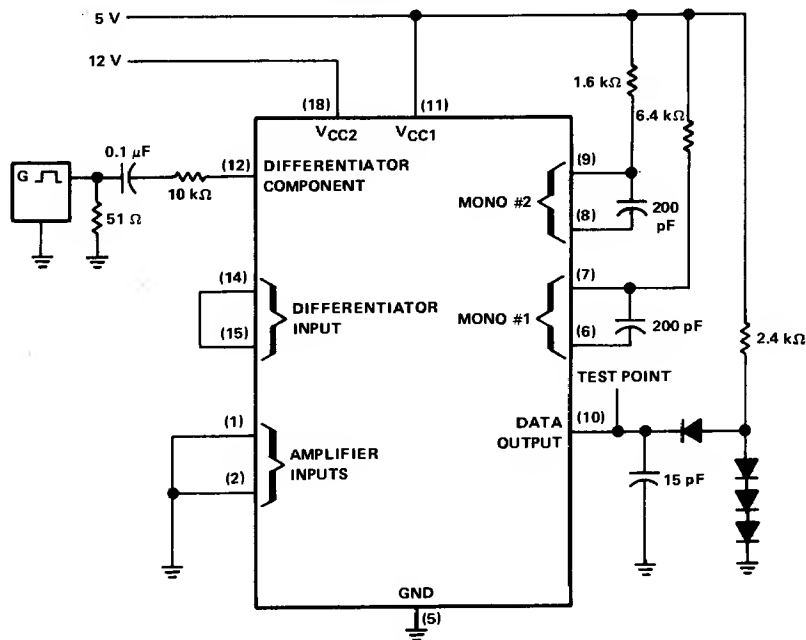 5 V
12 V
(18)
(11)
VCC2
VCC1
1.6 kΩ
6.4 kΩ
0.1 μF
(12)
DIFFERENTIATOR
COMPONENT
G
10 kΩ
51 Ω
(9)
MONO #2
(8)
200
pF
(14)
DIFFERENTIATOR
INPUT
(15)
(7)
MONO #1
(6)
200 pF
2.4 kΩ
TEST POINT
(1)
AMPLIFIER
INPUTS
(2)
DATA
OUTPUT
(10)
15 pF
GND
(5)